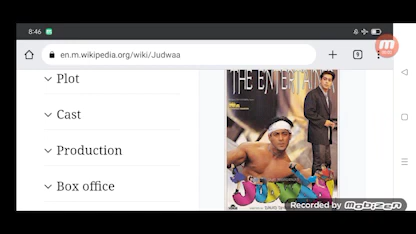 8:46
en.m.wikipedia.org/wiki/Judwaa
9
Plot
Cast
Production
Box office
THE ENTERTAIN
JUDWAA
Recorded by mobizen